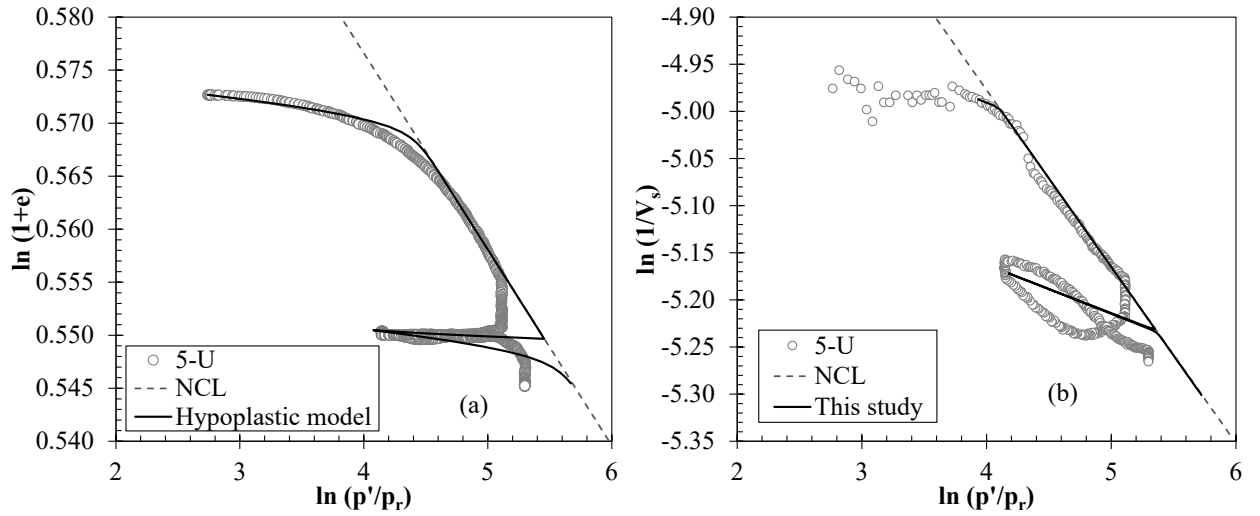 0.580
0.575
0.570
0.565
0.560
0.555
0.550
0.545
0.540
ln (1+e)
5-U
NCL
Hypoplastic model
(a)
2 3 4 5 6
ln (p'/pr)
-4.90
-4.95
-5.00
-5.05
-5.10
-5.15
-5.20
-5.25
-5.30
-5.35
ln (1/Vs)
5-U
NCL
This study
(b)
2 3 4 5 6
ln (p'/pr)